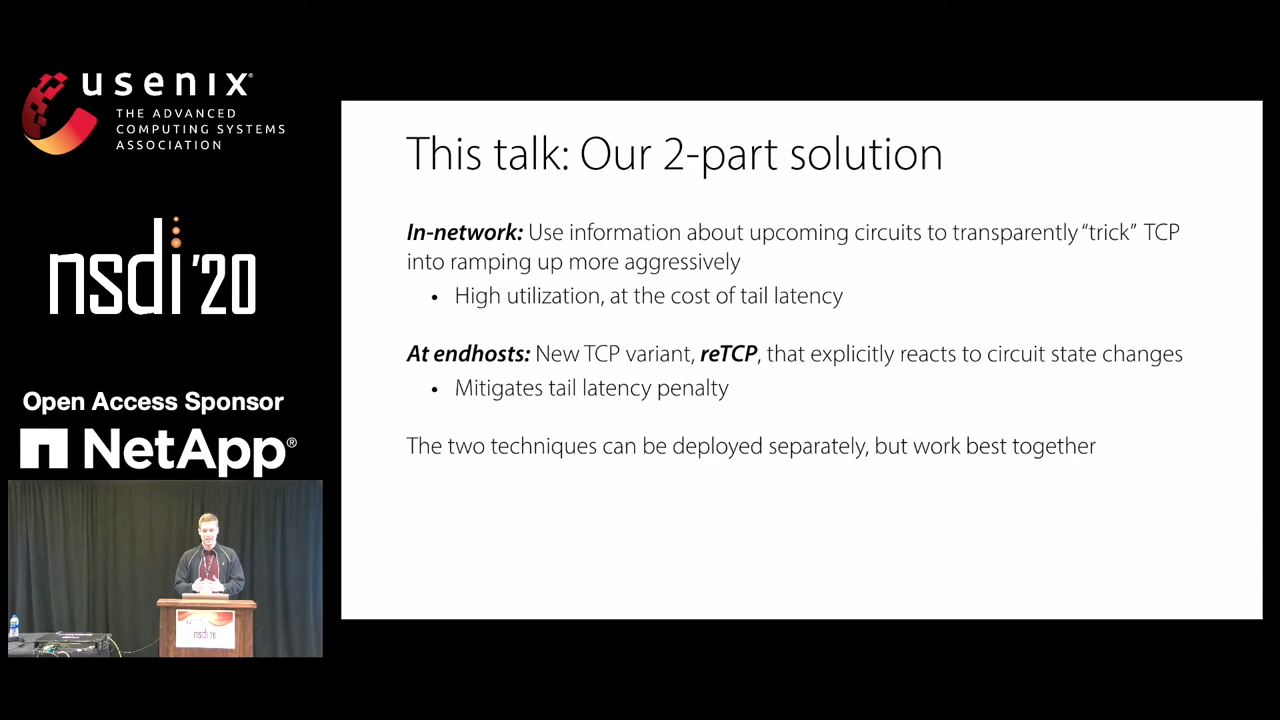 usenix®
THE ADVANCED
COMPUTING SYSTEMS
ASSOCIATION
nsdi '20
Open Access Sponsor
NetApp®
nsdi '20
This talk: Our 2-part solution
In-network: Use information about upcoming circuits to transparently “trick” TCP
into ramping up more aggressively
• High utilization, at the cost of tail latency
At endhosts: New TCP variant, reTCP, that explicitly reacts to circuit state changes
• Mitigates tail latency penalty
The two techniques can be deployed separately, but work best together